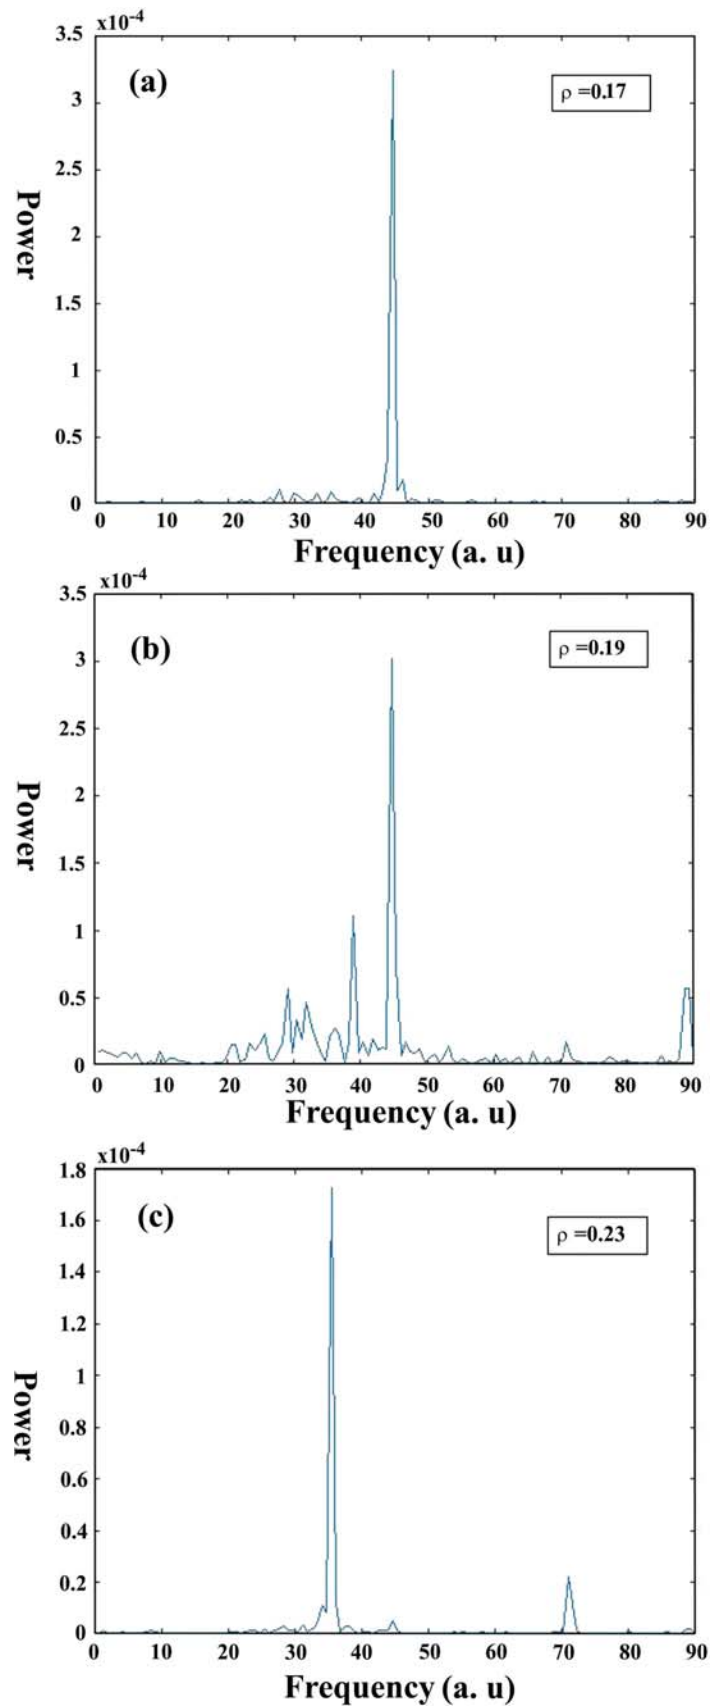 x10-4
3.5
(a)
ρ =0.17
3
2.5
2
1.5
1
0.5
0
Power
0 10 20 30 40 50 60 70 80 90
Frequency (a. u)
x10-4
3.5
(b)
ρ =0.19
3
2.5
2
1.5
1
0.5
0
Power
0 10 20 30 40 50 60 70 80 90
Frequency (a. u)
x10-4
1.8
(c)
ρ =0.23
1.6
1.4
1.2
1
0.8
0.6
0.4
0.2
0
Power
0 10 20 30 40 50 60 70 80 90
Frequency (a. u)